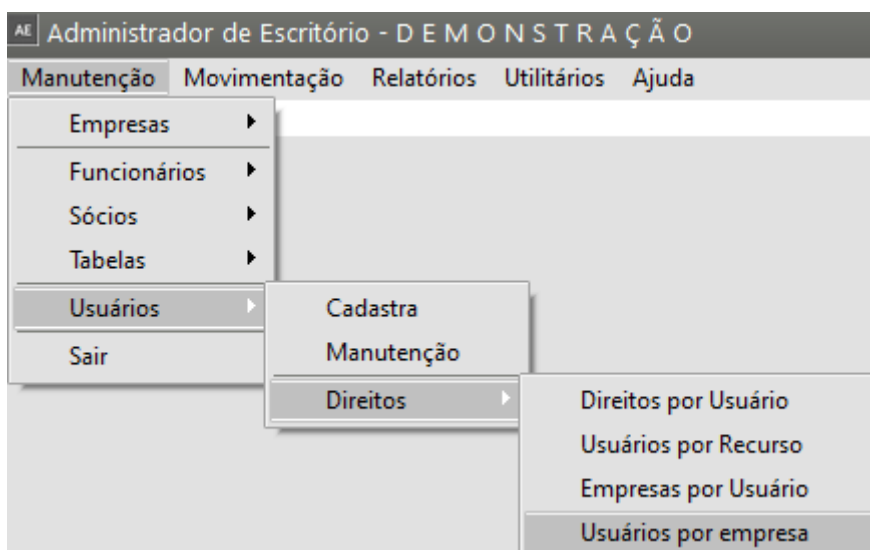 AE Administrador de Escritório - D E M O N S T R A Ç Ã O
Manutenção Movimentação Relatórios Utilitários Ajuda
Empresas
Funcionários
Sócios
Tabelas
Usuários
Sair
Cadastra
Manutenção
Direitos
Direitos por Usuário
Usuários por Recurso
Empresas por Usuário
Usuários por empresa